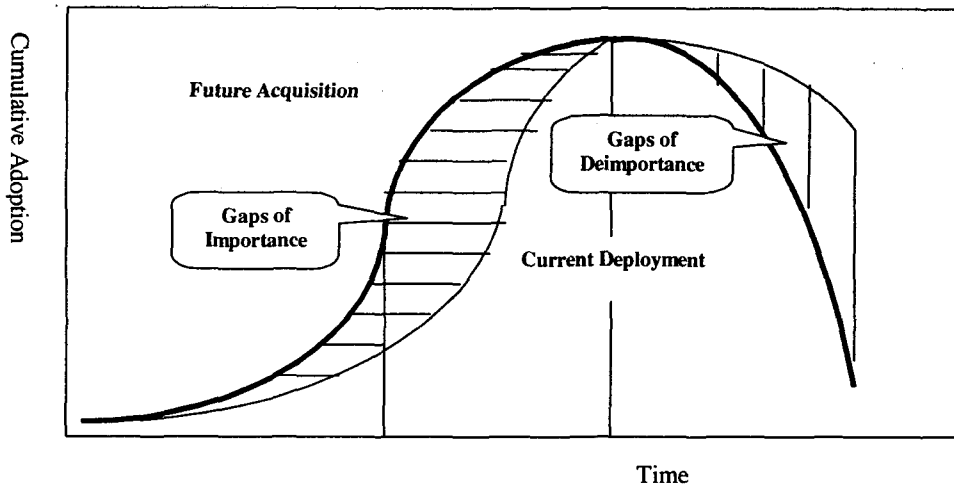 Cumulative Adoption
Future Acquisition
Gaps of
Importance
Gaps of
Deimportance
Current Deployment
Time